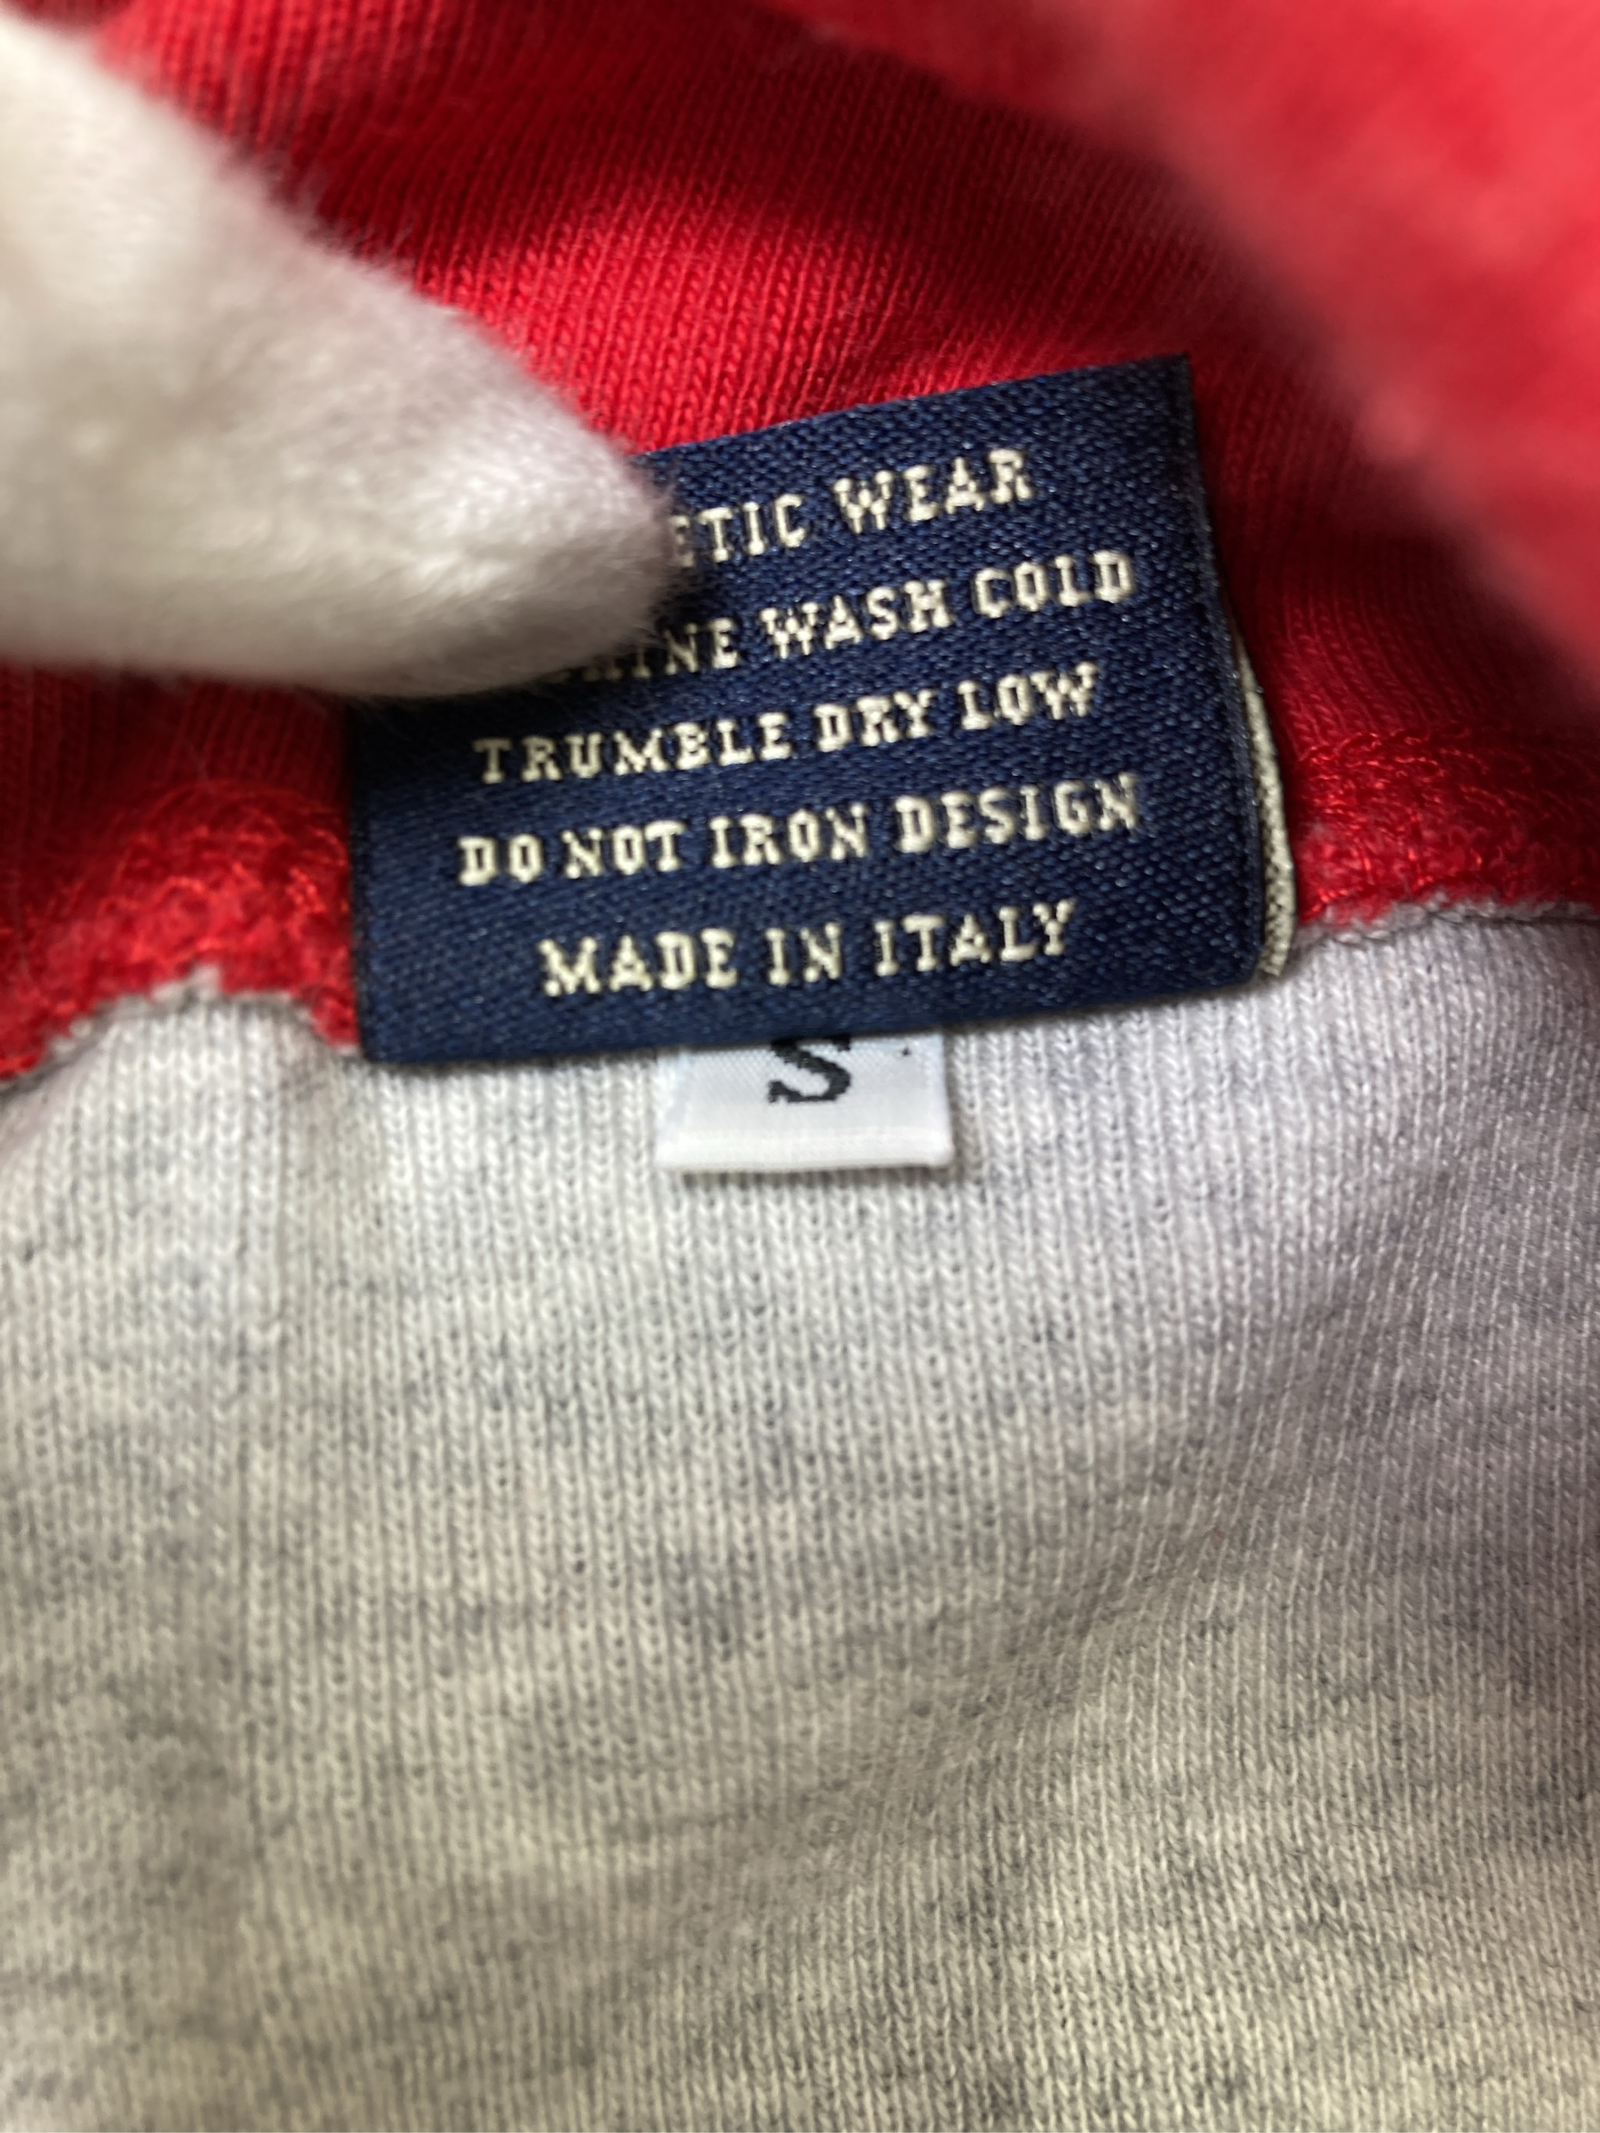 ETIC WEAR
HINE WASH COLD
TRUMBLE DRY LOW
DO NOT IRON DESIGN
MADE IN ITALY
S